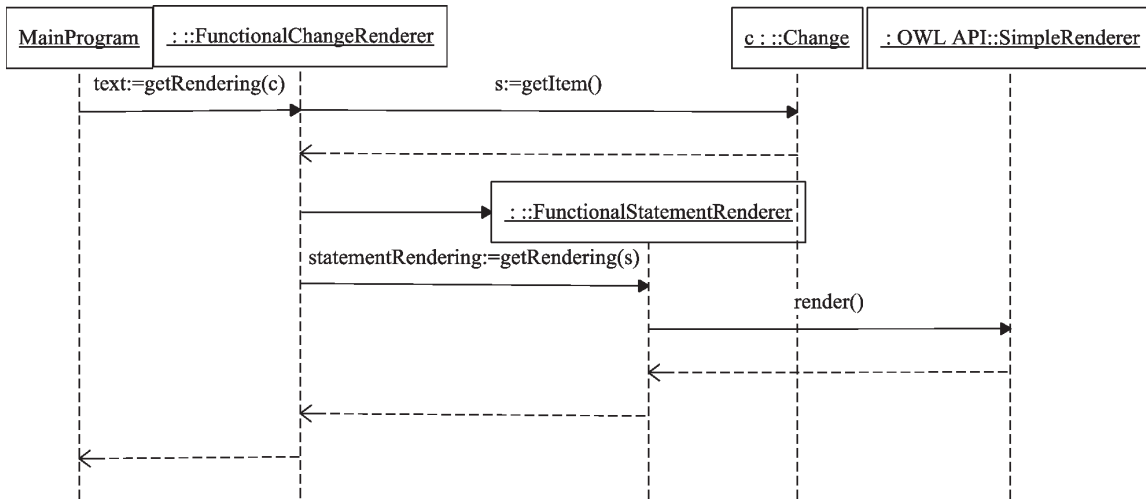 MainProgram
: ::FunctionalChangeRenderer
c : ::Change
: OWL API::SimpleRenderer
text:=getRendering(c)
s:=getItem()
: ::FunctionalStatementRenderer
statementRendering:=getRendering(s)
render()